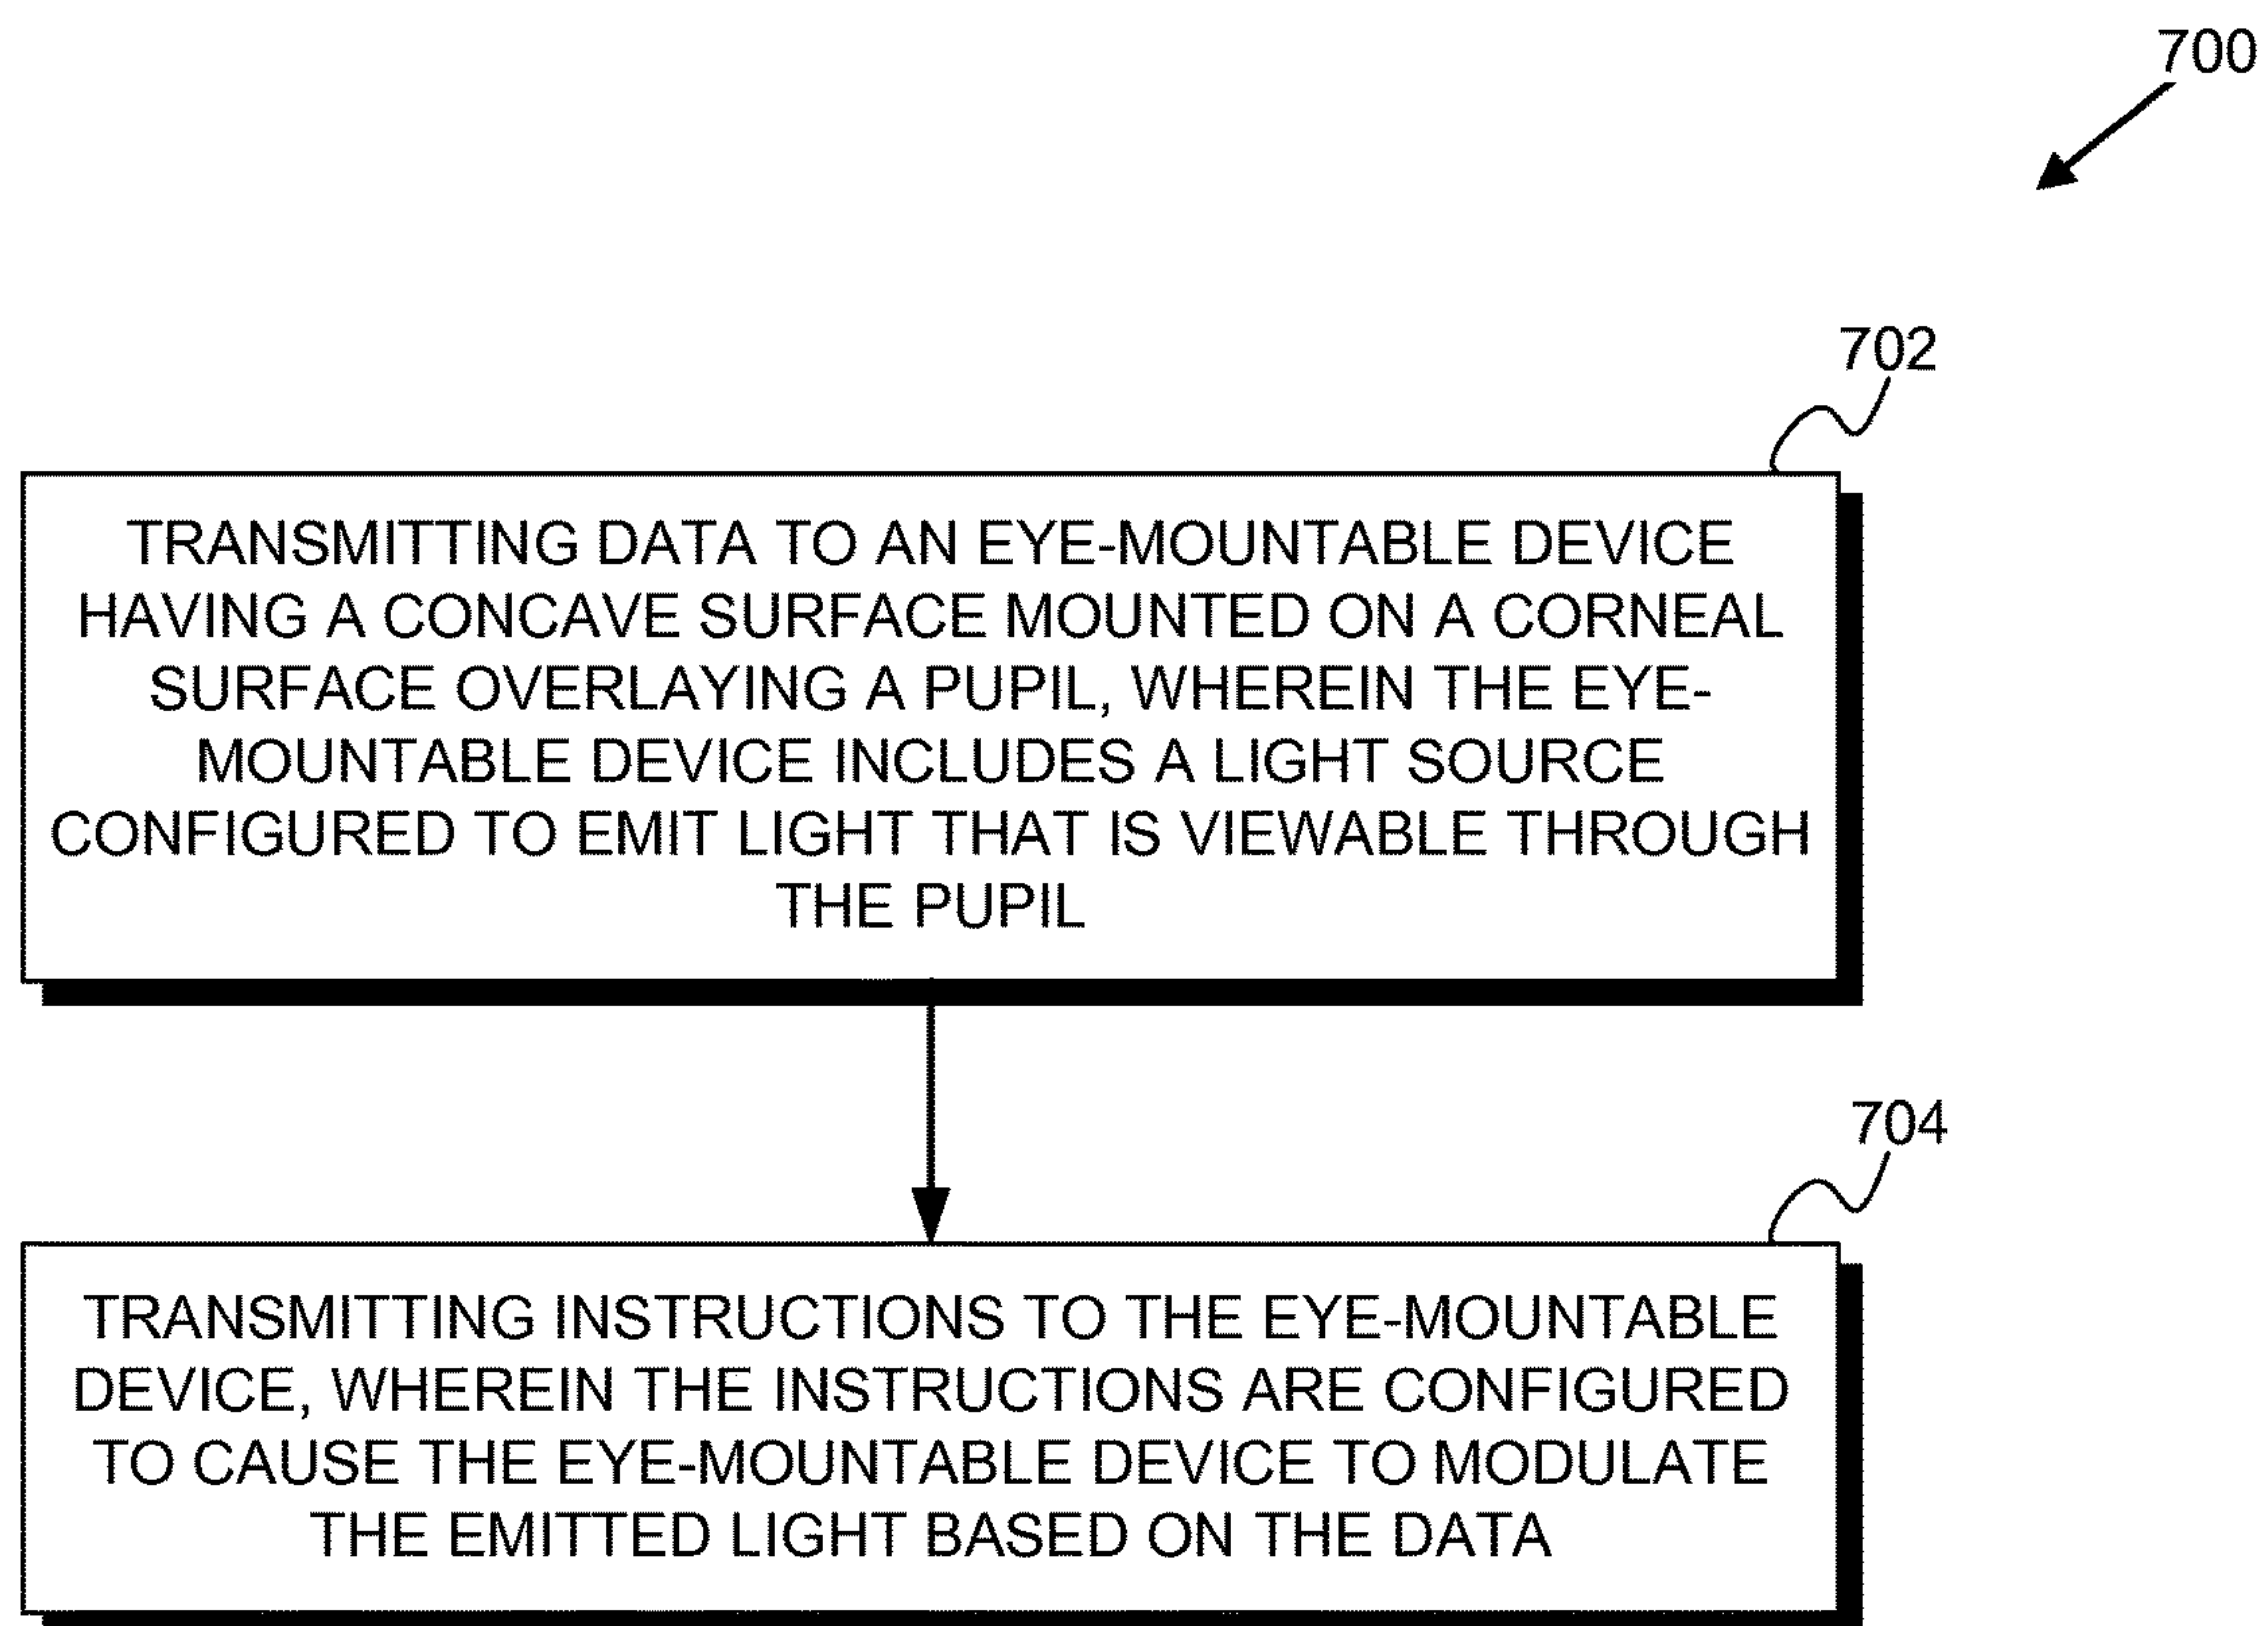 700
702
TRANSMITTING DATA TO AN EYE-MOUNTABLE DEVICE
HAVING A CONCAVE SURFACE MOUNTED ON A CORNEAL
SURFACE OVERLAYING A PUPIL, WHEREIN THE EYE-
MOUNTABLE DEVICE INCLUDES A LIGHT SOURCE
CONFIGURED TO EMIT LIGHT THAT IS VIEWABLE THROUGH
THE PUPIL
704
TRANSMITTING INSTRUCTIONS TO THE EYE-MOUNTABLE
DEVICE, WHEREIN THE INSTRUCTIONS ARE CONFIGURED
TO CAUSE THE EYE-MOUNTABLE DEVICE TO MODULATE
THE EMITTED LIGHT BASED ON THE DATA